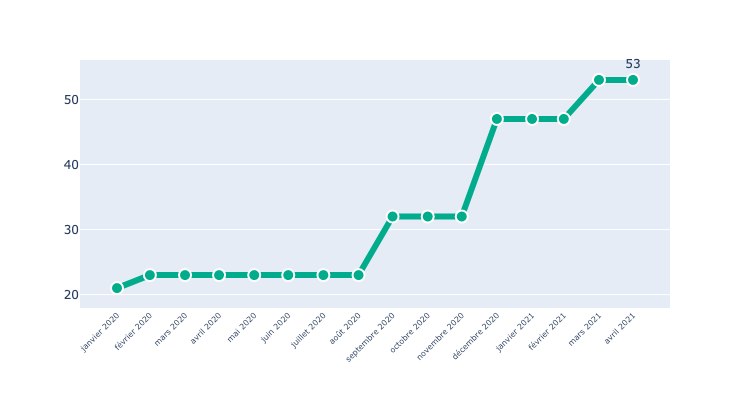 53
50
40
30
20
janvier 2020
février 2020
mars 2020
avril 2020
mai 2020
juin 2020
juillet 2020
août 2020
septembre 2020
octobre 2020
novembre 2020
décembre 2020
janvier 2021
février 2021
mars 2021
avril 2021